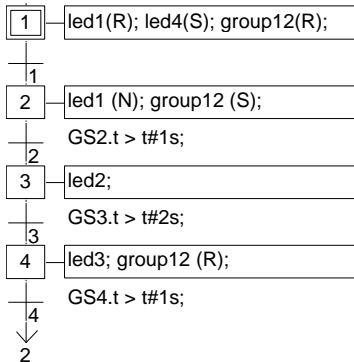 1 led1(R); led4(S); group12(R);
1
2 led1 (N); group12 (S);
GS2.t > t#1s;
2
3 led2;
GS3.t > t#2s;
3
4 led3; group12 (R);
GS4.t > t#1s;
4
2